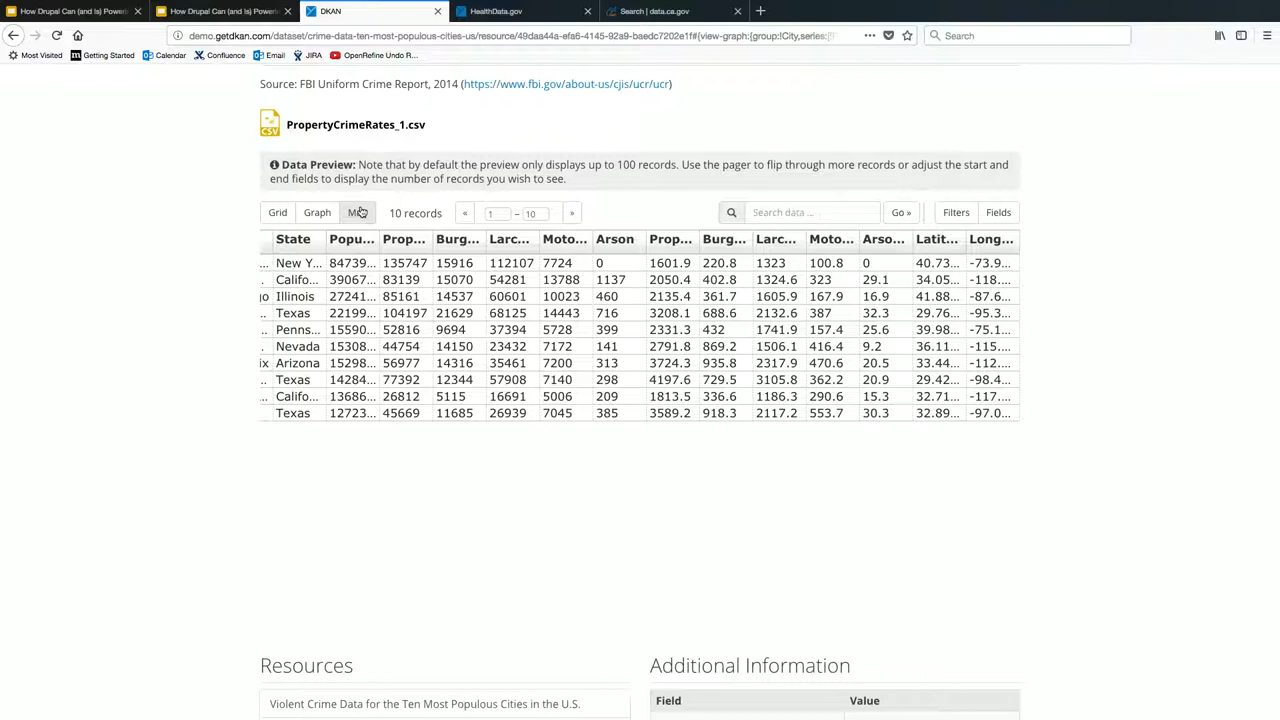 How Drupal Can (and Is) Power
How Drupal Can (and Is) Power
DKAN
HealthData.gov
Search | data.ca.gov
demo.getdkan.com/dataset/crime-data-ten-most-populous-cities-us/resource/49daa44a-efa6-4145-92a9-baedc7202e1f#{view-graph:{group:!City,series:
Search
Most Visited
Getting Started
Calendar
Confluence
Email
JIRA
OpenRefine Undo R...
Source: FBI Uniform Crime Report, 2014 (https://www.fbi.gov/about-us/cjis/ucr/ucr)
CSV
PropertyCrimeRates_1.csv
Data Preview: Note that by default the preview only displays up to 100 records. Use the pager to flip through more records or adjust the start and
end fields to display the number of records you wish to see.
Grid Graph 10 records « 1 – 10 » Search data ... Go » Filters Fields
State Popu... Prop... Burg... Larc... Moto... Arson Prop... Burg... Larc... Moto... Arso... Latit... Long...
... New Y... 84739... 135747 15916 112107 7724 0 1601.9 220.8 1323 100.8 0 40.73... -73.9...
... Califo... 39067... 83139 15070 54281 13788 1137 2050.4 402.8 1324.6 323 29.1 34.05... -118....
go Illinois 27241... 85161 14537 60601 10023 460 2135.4 361.7 1605.9 167.9 16.9 41.88... -87.6...
... Texas 22199... 104197 21629 68125 14443 716 3208.1 688.6 2132.6 387 32.3 29.76... -95.3...
... Penns... 15590... 52816 9694 37394 5728 399 2331.3 432 1741.9 157.4 25.6 39.98... -75.1...
... Nevada 15308... 44754 14150 23432 7172 141 2791.8 869.2 1506.1 416.4 9.2 36.11... -115....
ix Arizona 15298... 56977 14316 35461 7200 313 3724.3 935.8 2317.9 470.6 20.5 33.44... -112....
... Texas 14284... 77392 12344 57908 7140 298 4197.6 729.5 3105.8 362.2 20.9 29.42... -98.4...
... Califo... 13686... 26812 5115 16691 5006 209 1813.5 336.6 1186.3 290.6 15.3 32.71... -117....
... Texas 12723... 45669 11685 26939 7045 385 3589.2 918.3 2117.2 553.7 30.3 32.89... -97.0...
Resources
Additional Information
Violent Crime Data for the Ten Most Populous Cities in the U.S.
Field Value